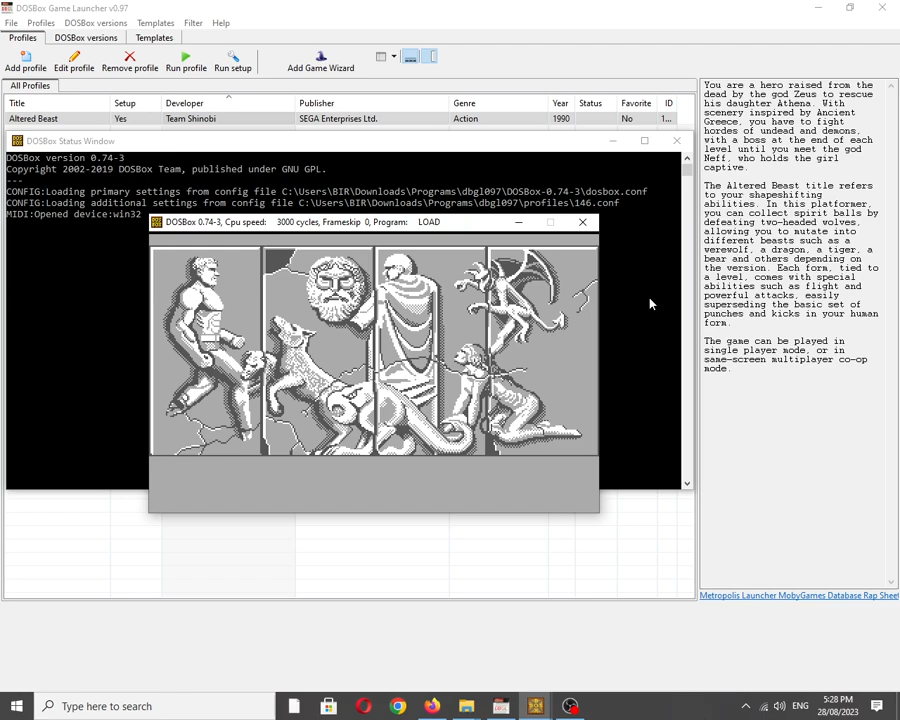 DOSBox Game Launcher v0.97
File Profiles DOSBox versions Templates Filter Help
Profiles DOSBox versions Templates
Add profile Edit profile Remove profile Run profile Run setup Add Game Wizard
All Profiles
Title Setup Developer Publisher Genre Year Status Favorite ID
Altered Beast Yes Team Shinobi SEGA Enterprises Ltd. Action 1990 No 1...
DOSBox Status Window
DOSBox version 0.74-3
Copyright 2002-2019 DOSBox Team, published under GNU GPL.
---
CONFIG:Loading primary settings from config file C:\Users\BIR\Downloads\Programs\dbgl097\DOSBox-0.74-3\dosbox.conf
CONFIG:Loading additional settings from config file C:\Users\BIR\Downloads\Programs\dbgl097\profiles\146.conf
MIDI:Opened device:win32
DOSBox 0.74-3, Cpu speed: 3000 cycles, Frameskip 0, Program: LOAD
You are a hero raised from the
dead by the god Zeus to rescue
his daughter Athena. With
scenery inspired by Ancient
Greece, you have to fight
hordes of undead and demons,
with a boss at the end of each
level until you meet the god
Neff, who holds the girl
captive.
The Altered Beast title refers
to your shapeshifting
abilities. In this platformer,
you can collect spirit balls by
defeating two-headed wolves,
allowing you to mutate into
different beasts such as a
werewolf, a dragon, a tiger, a
bear and others depending on
the version. Each form, tied to
a level, comes with special
abilities such as flight and
powerful attacks, easily
superseding the basic set of
punches and kicks in your human
form.
The game can be played in
single player mode, or in
same-screen multiplayer co-op
mode.
Metropolis Launcher MobyGames Database Rap Sheet
Type here to search
ENG
5:28 PM
28/08/2023